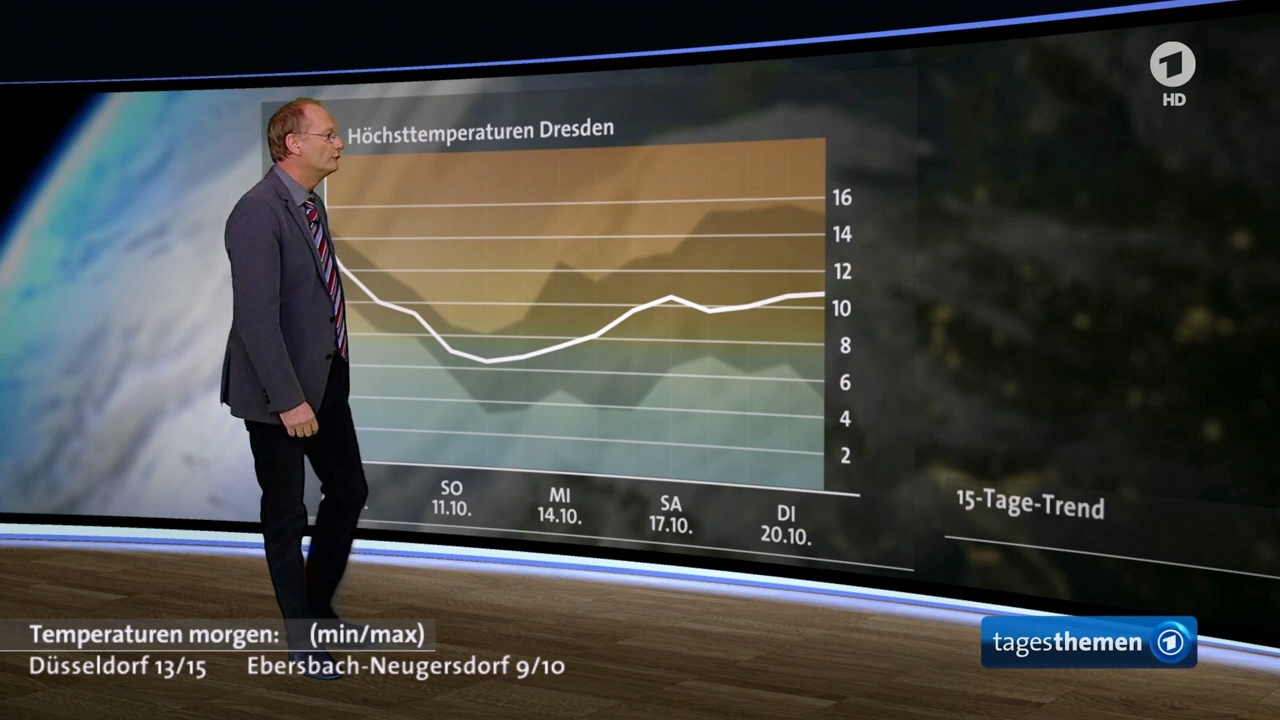 1
HD
Höchsttemperaturen Dresden
16
14
12
10
8
6
4
2
SO
11.10.
MI
14.10.
SA
17.10.
DI
20.10.
15-Tage-Trend
Temperaturen morgen: (min/max)
Düsseldorf 13/15 Ebersbach-Neugersdorf 9/10
tagesthemen 1